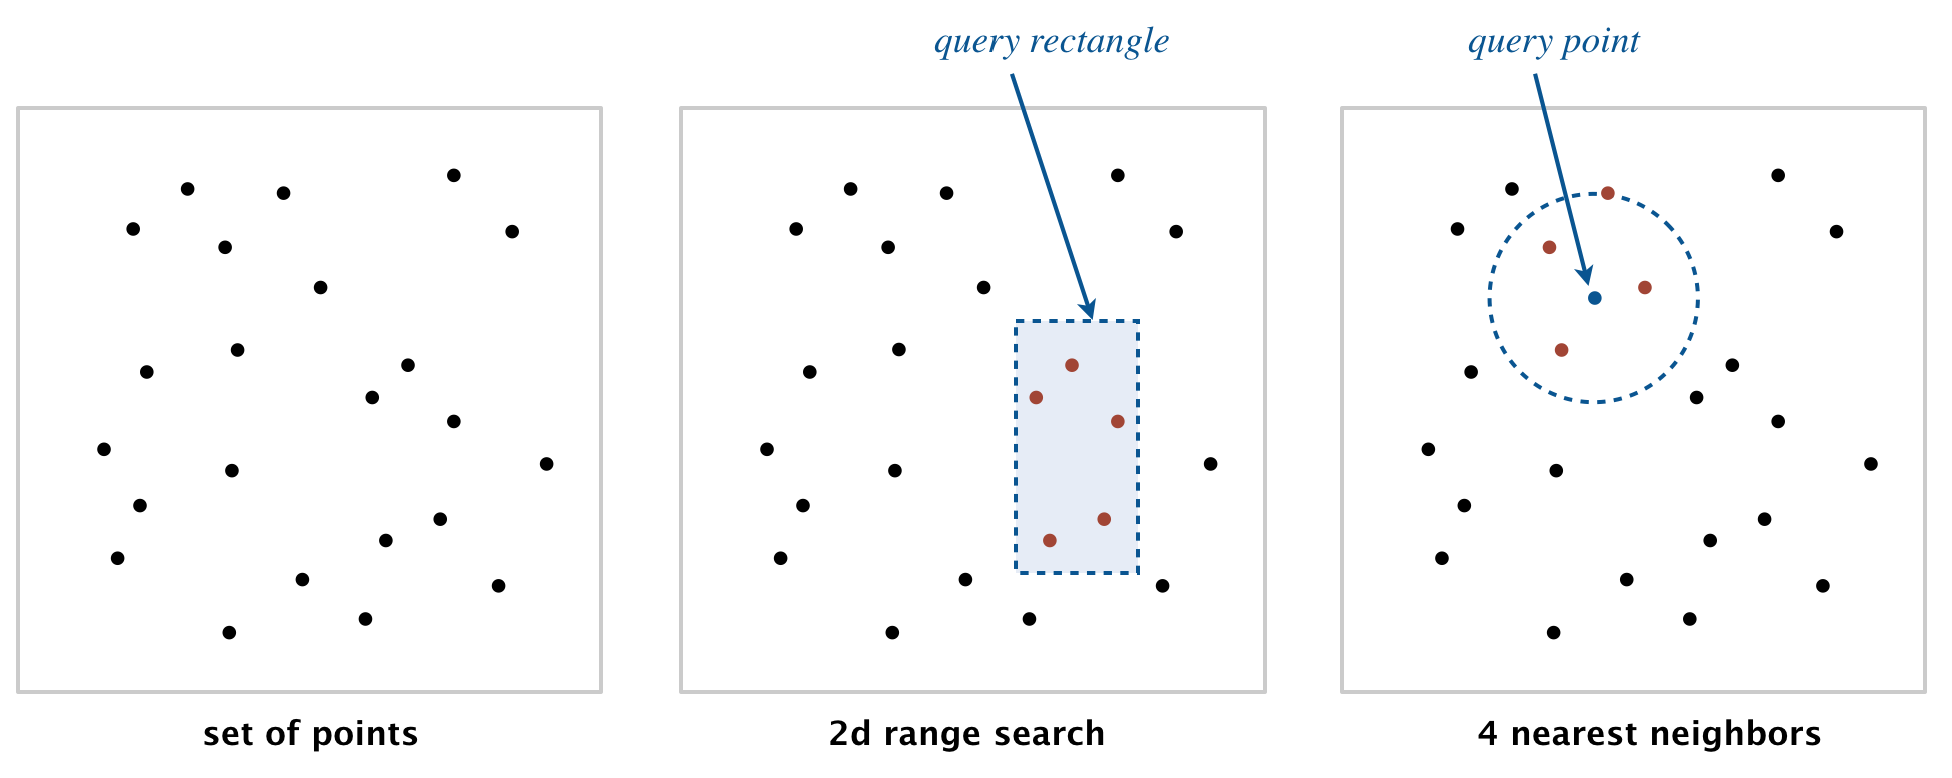 query rectangle
query point
set of points
2d range search
4 nearest neighbors